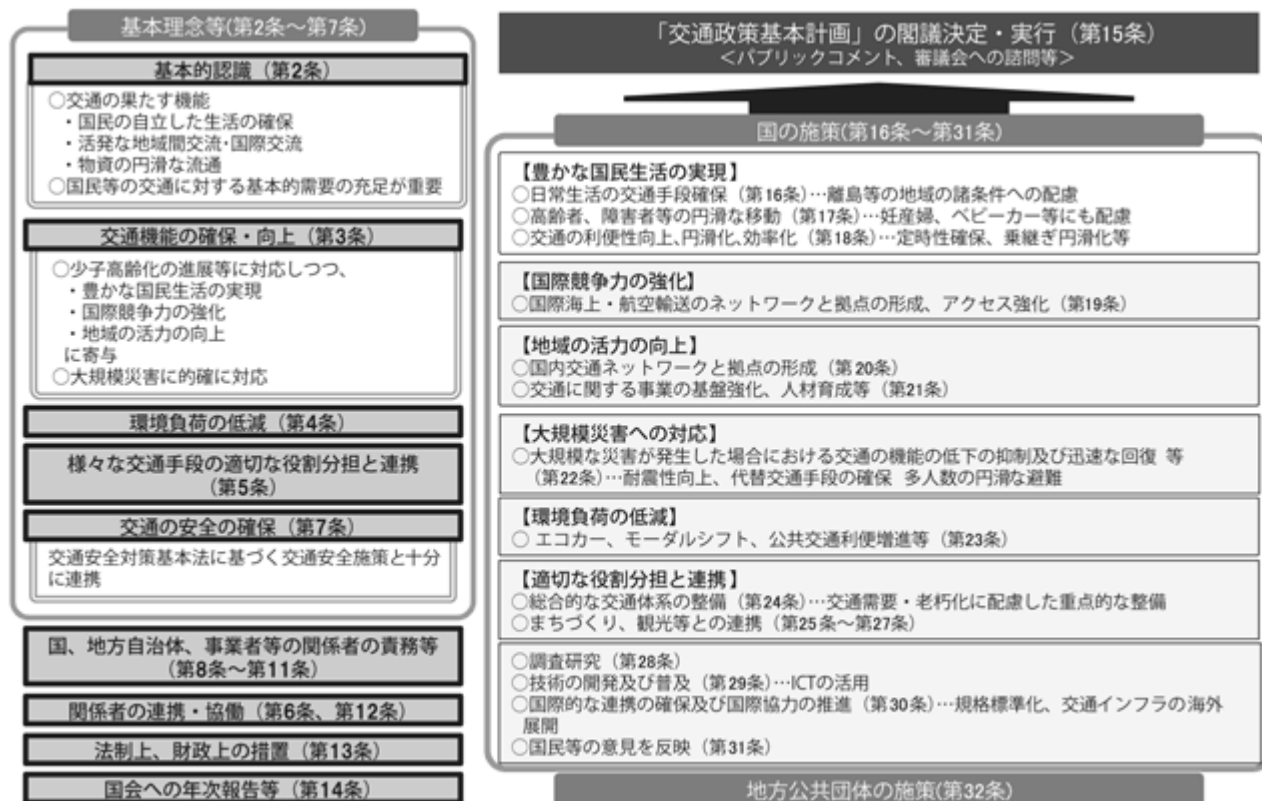 基本理念等(第2条～第7条)
基本的認識（第2条）
○交通の果たす機能
・国民の自立した生活の確保
・活発な地域間交流･国際交流
・物資の円滑な流通
○国民等の交通に対する基本的需要の充足が重要
交通機能の確保・向上（第3条）
○少子高齢化の進展等に対応しつつ、
・豊かな国民生活の実現
・国際競争力の強化
・地域の活力の向上
に寄与
○大規模災害に的確に対応
環境負荷の低減（第4条）
様々な交通手段の適切な役割分担と連携
（第5条）
交通の安全の確保（第7条）
交通安全対策基本法に基づく交通安全施策と十分
に連携
国、地方自治体、事業者等の関係者の責務等
（第8条～第11条）
関係者の連携・協働（第6条、第12条）
法制上、財政上の措置（第13条）
国会への年次報告等（第14条）
「交通政策基本計画」の閣議決定・実行（第15条）
＜パブリックコメント、審議会への諮問等＞
国の施策(第16条～第31条)
【豊かな国民生活の実現】
○日常生活の交通手段確保（第16条）…離島等の地域の諸条件への配慮
○高齢者、障害者等の円滑な移動（第17条）…妊産婦、ベビーカー等にも配慮
○交通の利便性向上､円滑化､効率化（第18条）…定時性確保、乗継ぎ円滑化等
【国際競争力の強化】
○国際海上・航空輸送のネットワークと拠点の形成、アクセス強化（第19条）
【地域の活力の向上】
○国内交通ネットワークと拠点の形成（第20条）
○交通に関する事業の基盤強化、人材育成等（第21条）
【大規模災害への対応】
○大規模な災害が発生した場合における交通の機能の低下の抑制及び迅速な回復 等
（第22条）…耐震性向上、代替交通手段の確保 多人数の円滑な避難
【環境負荷の低減】
○ エコカー、モーダルシフト、公共交通利便増進等（第23条）
【適切な役割分担と連携】
○総合的な交通体系の整備（第24条）…交通需要・老朽化に配慮した重点的な整備
○まちづくり、観光等との連携（第25条～第27条）
○調査研究（第28条）
○技術の開発及び普及（第29条）…ICTの活用
○国際的な連携の確保及び国際協力の推進（第30条）…規格標準化、交通インフラの海外
展開
○国民等の意見を反映（第31条）
地方公共団体の施策(第32条)